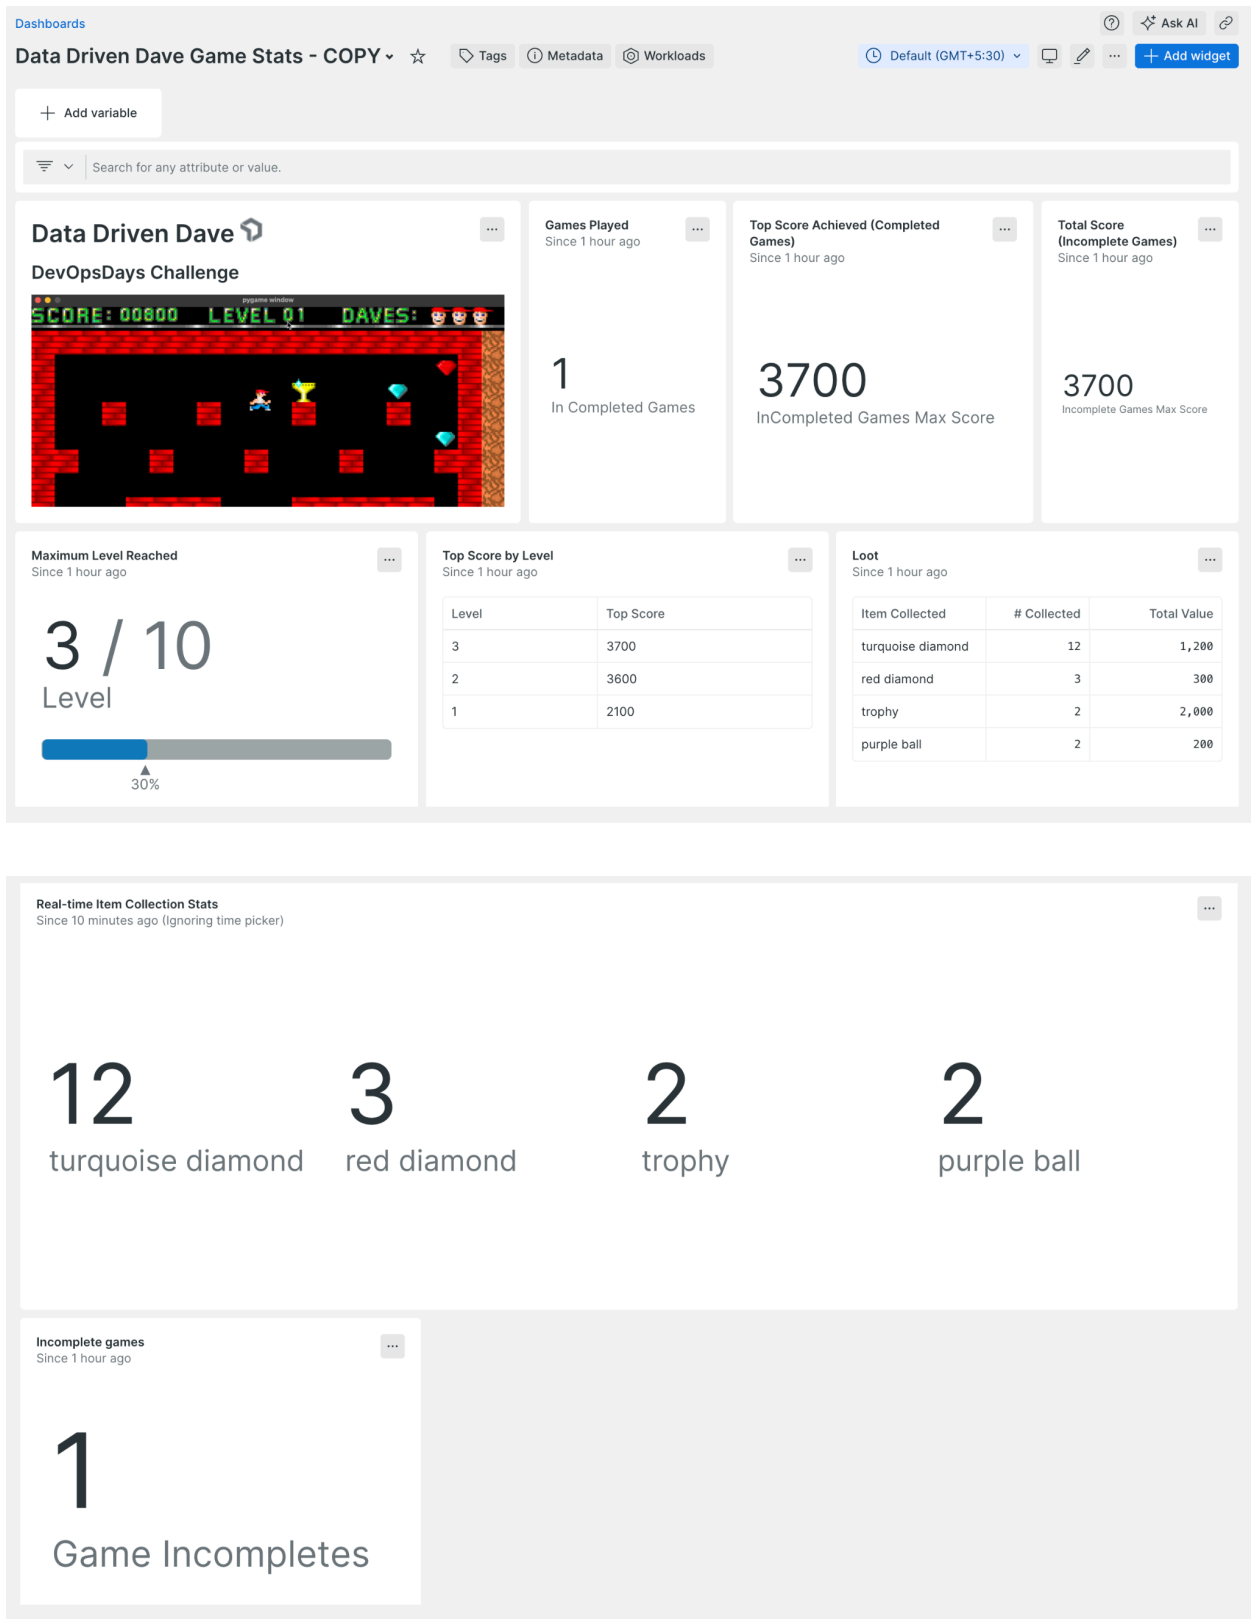 Dashboards
Ask AI
Data Driven Dave Game Stats - COPY
Tags
Metadata
Workloads
Default (GMT+5:30)
...
Add widget
Add variable
Search for any attribute or value.
Data Driven Dave
DevOpsDays Challenge
pygame window
SCORE: 00800 LEVEL 01 DAVES:
Games Played
Since 1 hour ago
1
In Completed Games
Top Score Achieved (Completed
Games)
Since 1 hour ago
3700
InCompleted Games Max Score
Total Score
(Incomplete Games)
Since 1 hour ago
3700
Incomplete Games Max Score
Maximum Level Reached
Since 1 hour ago
3 / 10
Level
30%
Top Score by Level
Since 1 hour ago
Level Top Score
3 3700
2 3600
1 2100
Loot
Since 1 hour ago
Item Collected # Collected Total Value
turquoise diamond 12 1,200
red diamond 3 300
trophy 2 2,000
purple ball 2 200
Real-time Item Collection Stats
Since 10 minutes ago (Ignoring time picker)
12 3 2 2
turquoise diamond red diamond trophy purple ball
Incomplete games
Since 1 hour ago
1
Game Incompletes